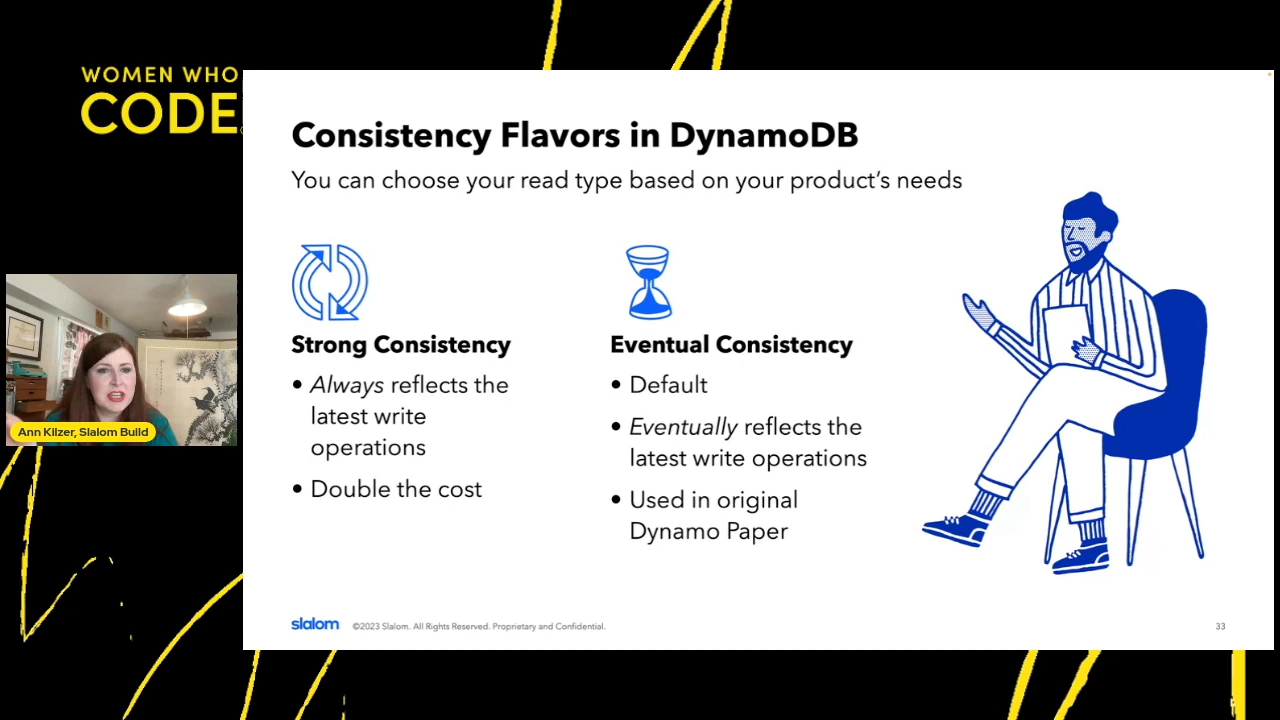 WOMEN WHO
CODE
Consistency Flavors in DynamoDB
You can choose your read type based on your product's needs
Strong Consistency
• Always reflects the
latest write
operations
• Double the cost
Eventual Consistency
• Default
• Eventually reflects the
latest write operations
• Used in original
Dynamo Paper
Ann Kilzer, Slalom Build
slalom ©2023 Slalom. All Rights Reserved. Proprietary and Confidential.
33